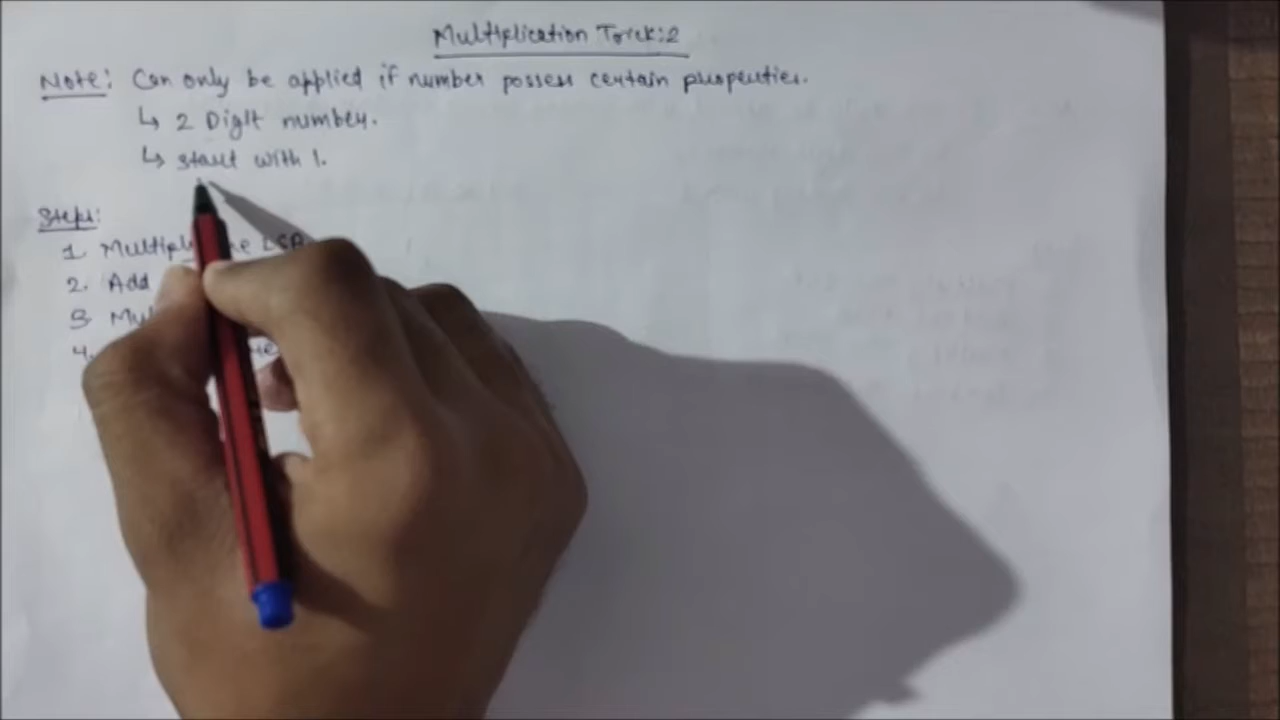 Multiplication Trick:2
Note: Can only be applied if number possess certain properties.
↳ 2 Digit number.
↳ start with 1.
Steps:
1. Multiply
2. Add
3.
4.